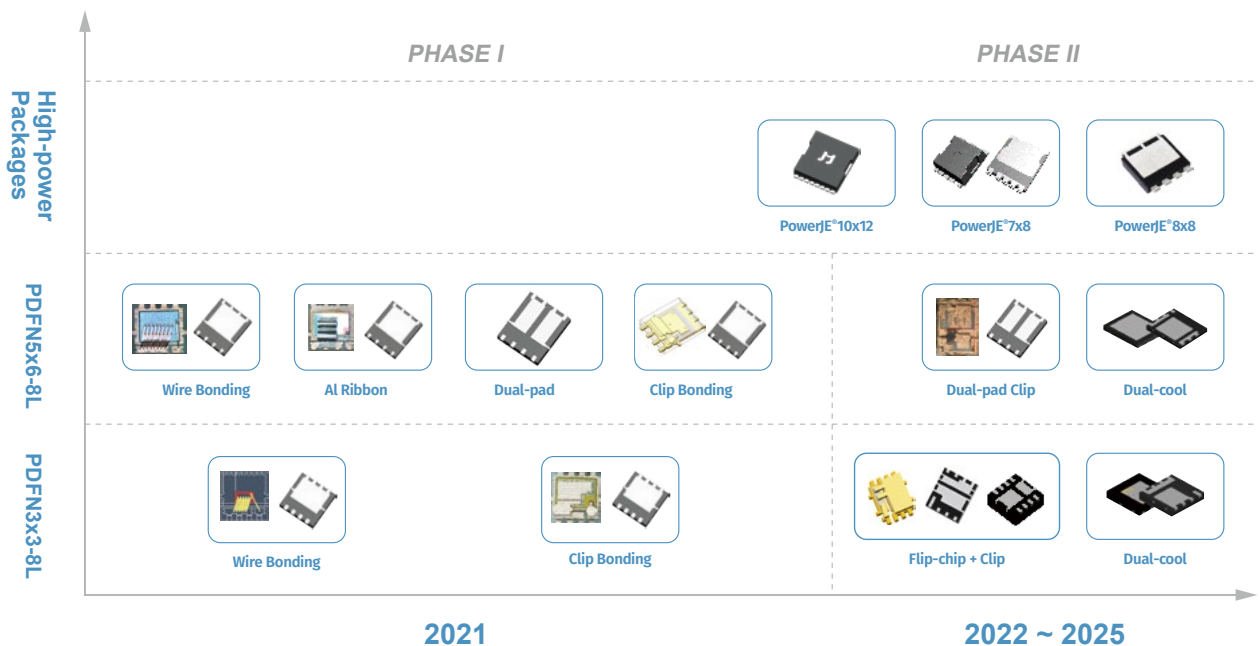 PHASE I
PHASE II
High-power
Packages
PowerJE®10x12
PowerJE®7x8
PowerJE®8x8
PDFN5x6-8L
Wire Bonding
Al Ribbon
Dual-pad
Clip Bonding
Dual-pad Clip
Dual-cool
PDFN3x3-8L
Wire Bonding
Clip Bonding
Flip-chip + Clip
Dual-cool
2021
2022 ~ 2025